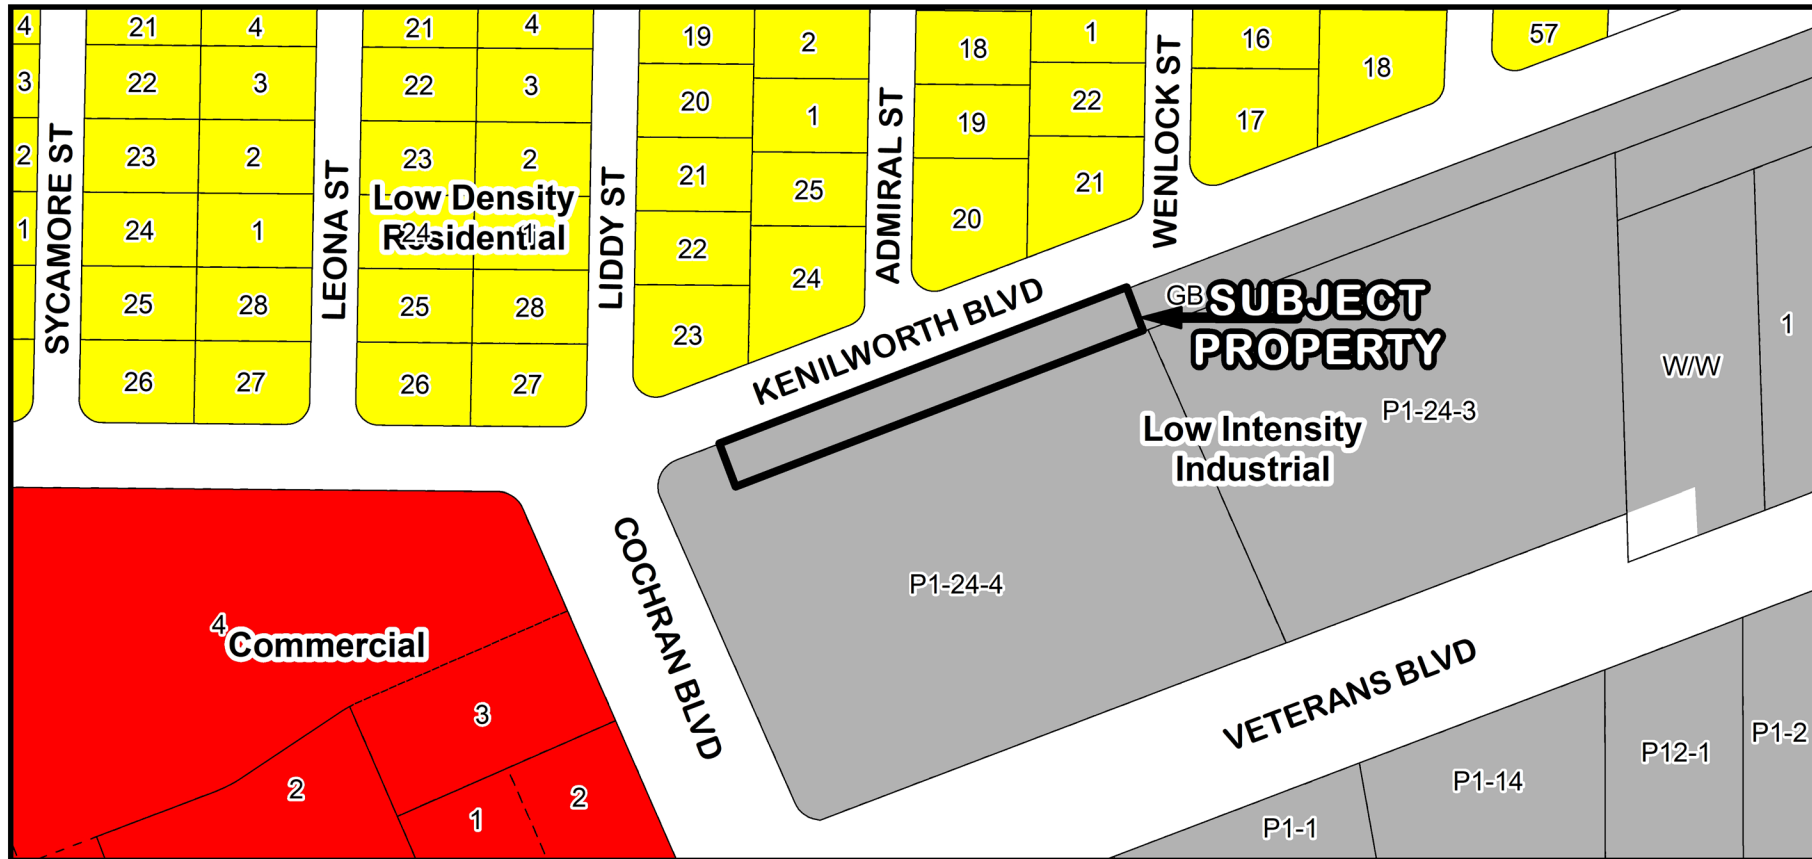 4
21
4
21
4
19
2
18
1
16
18
57
3
22
3
22
3
20
1
19
22
17
2
23
2
23
2
21
25
20
21
1
24
1
Low Density
Residential
24
1
22
24
25
28
25
28
23
26
27
26
27
SYCAMORE ST
LEONA ST
LIDDY ST
ADMIRAL ST
WENLOCK ST
KENILWORTH BLVD
GB
SUBJECT
PROPERTY
W/W
1
P1-24-3
Low Intensity
Industrial
P1-24-4
COCHRAN BLVD
VETERANS BLVD
4
Commercial
3
2
1
2
P1-1
P1-14
P12-1
P1-2